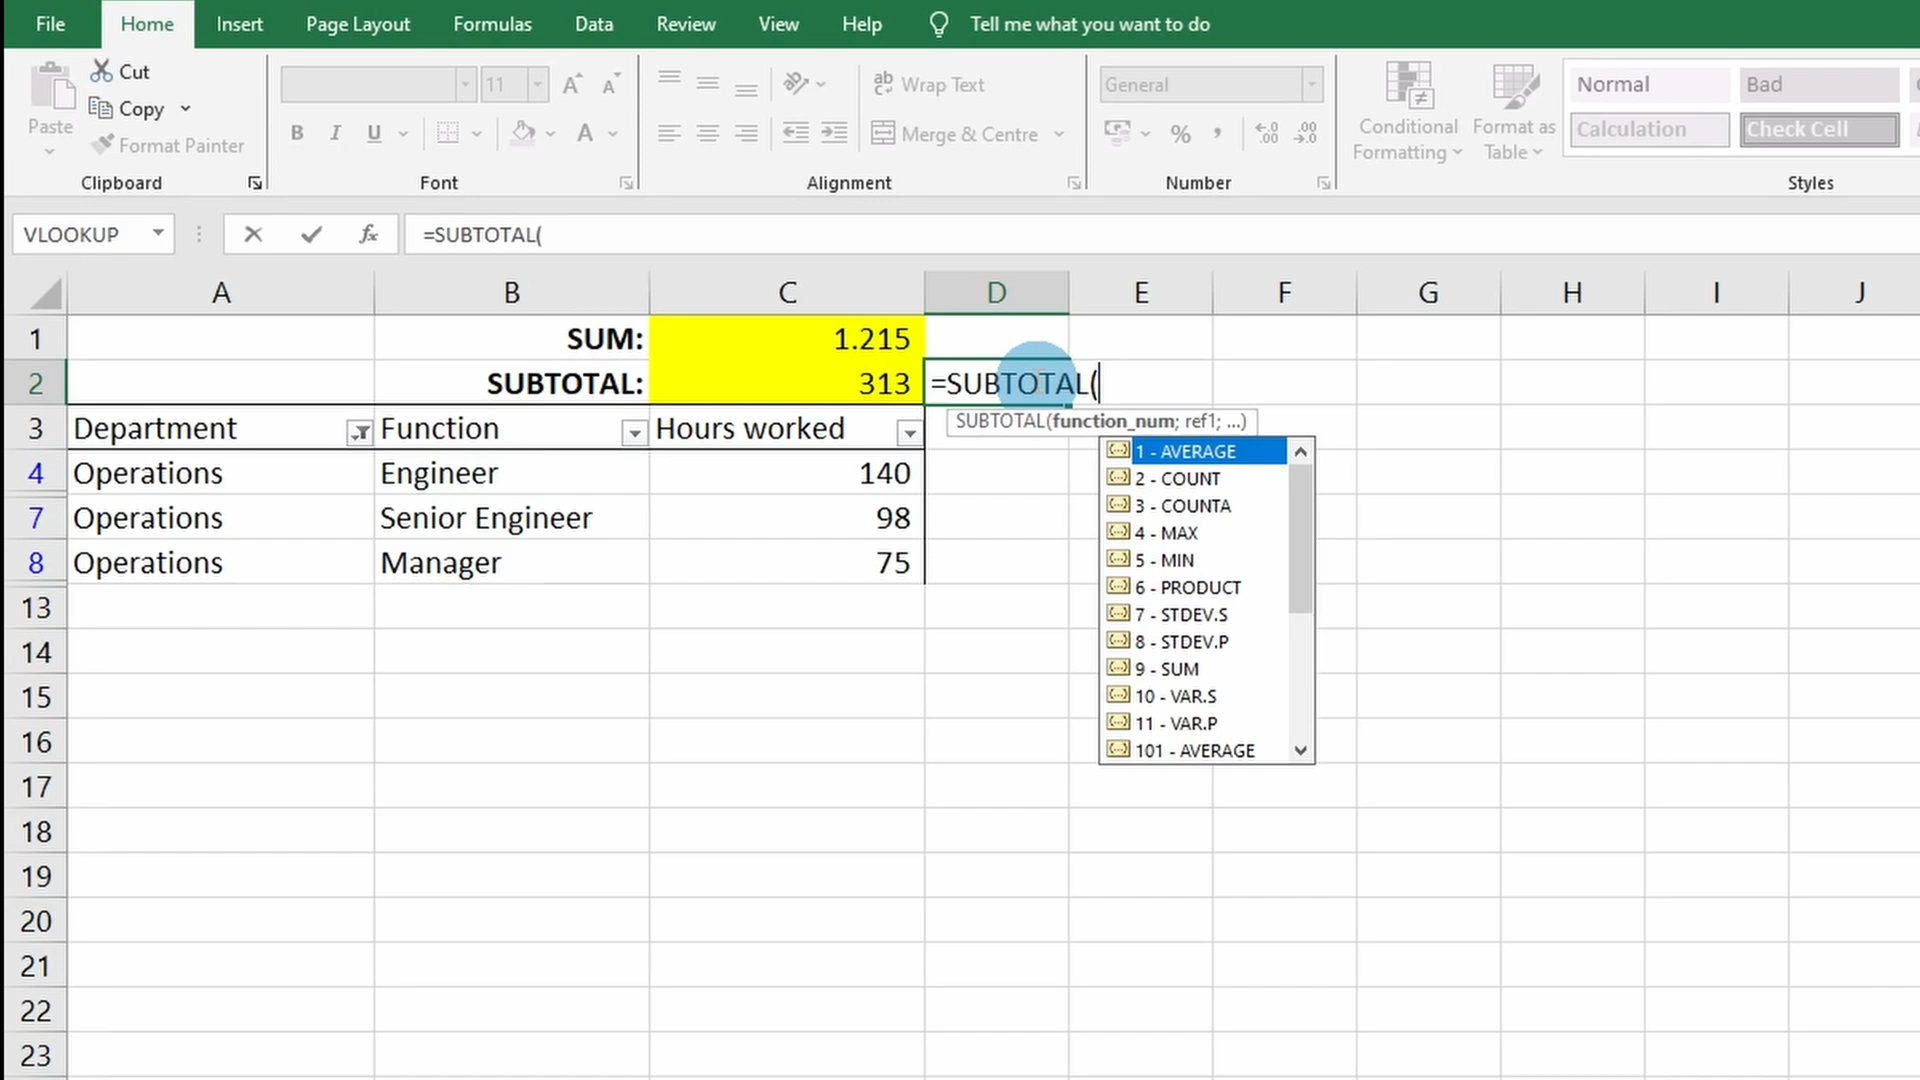 File Home Insert Page Layout Formulas Data Review View Help Tell me what you want to do
Cut
Copy
Format Painter
Paste
Clipboard
11
B I U
Font
Wrap Text
Merge & Centre
Alignment
General
%
Number
Conditional Formatting
Format as Table
Normal Bad
Calculation Check Cell
Styles
VLOOKUP fx =SUBTOTAL(
A B C D E F G H I J
1 SUM: 1.215
2 SUBTOTAL: 313 =SUBTOTAL(
SUBTOTAL(function_num; ref1; ...)
3 Department Function Hours worked
4 Operations Engineer 140
7 Operations Senior Engineer 98
8 Operations Manager 75
1 - AVERAGE
2 - COUNT
3 - COUNTA
4 - MAX
5 - MIN
6 - PRODUCT
7 - STDEV.S
8 - STDEV.P
9 - SUM
10 - VAR.S
11 - VAR.P
101 - AVERAGE
13
14
15
16
17
18
19
20
21
22
23